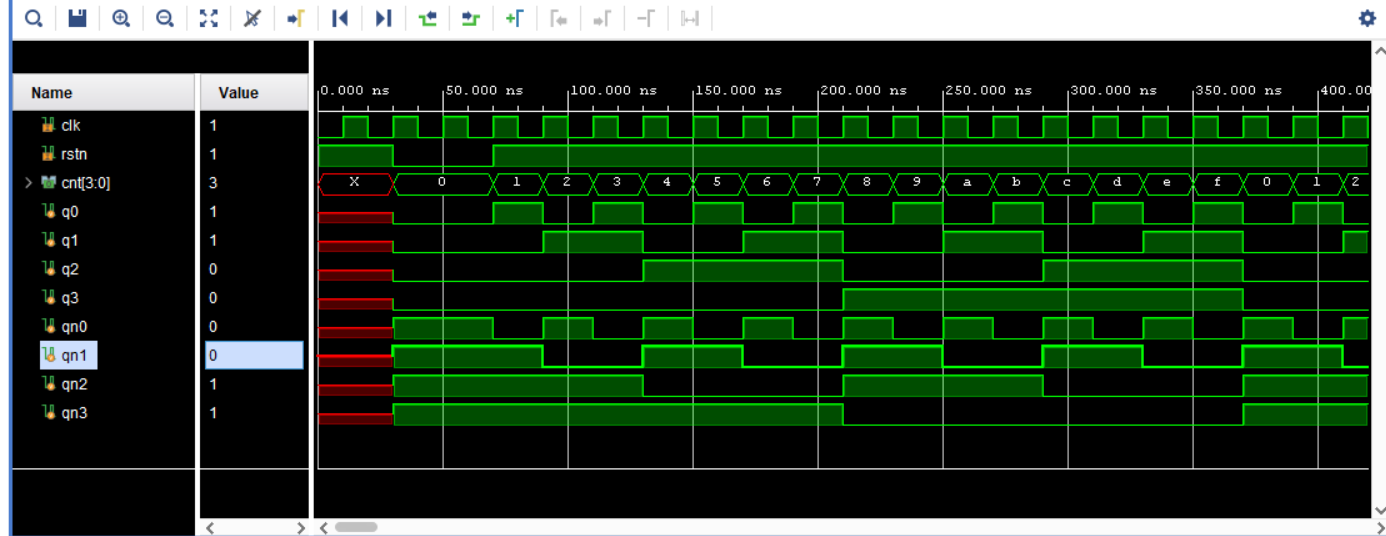 Name Value
0.000 ns 50.000 ns 100.000 ns 150.000 ns 200.000 ns 250.000 ns 300.000 ns 350.000 ns 400.00
clk 1
rstn 1
cnt[3:0] 3 X 0 1 2 3 4 5 6 7 8 9 a b c d e f 0 1 2
q0 1
q1 1
q2 0
q3 0
qn0 0
qn1 0
qn2 1
qn3 1